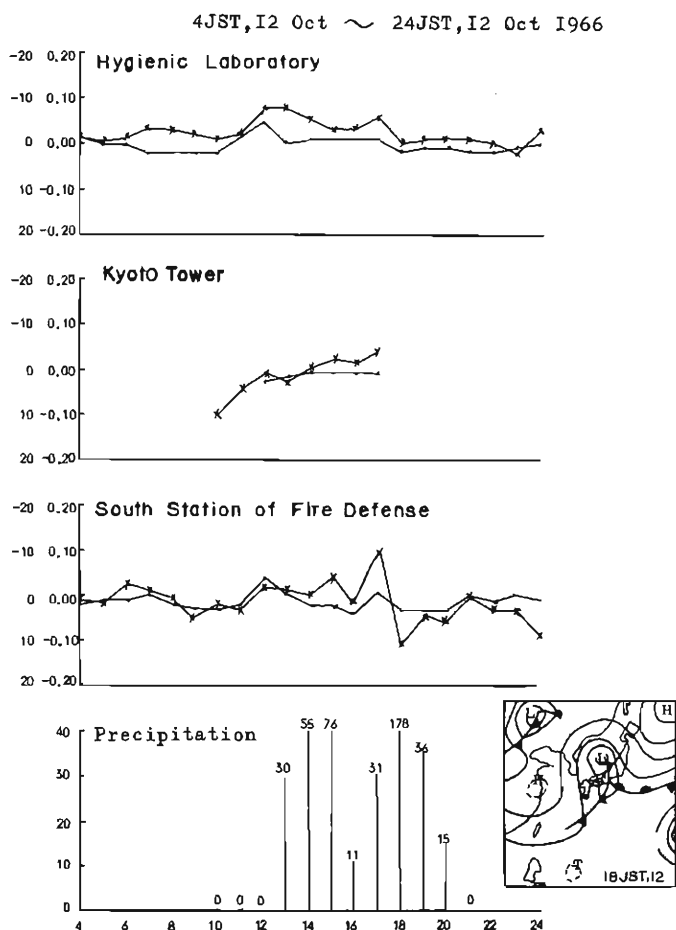 4JST,I2 Oct ～ 24JST,I2 Oct I966
Hygienic Laboratory
-20 0.20
-10 0.10
0 0.00
10 -0.10
20 -0.20
Kyoto Tower
-20 0.20
-10 0.10
0 0.00
10 -0.10
20 -0.20
South Station of Fire Defense
-20 0.20
-10 0.10
0 0.00
10 -0.10
20 -0.20
Precipitation
40
30
20
10
0
0 0 0 30 55 76 11 31 178 36 15 0
4 6 8 10 12 14 16 18 20 22 24
L H
L
T
18JST,12